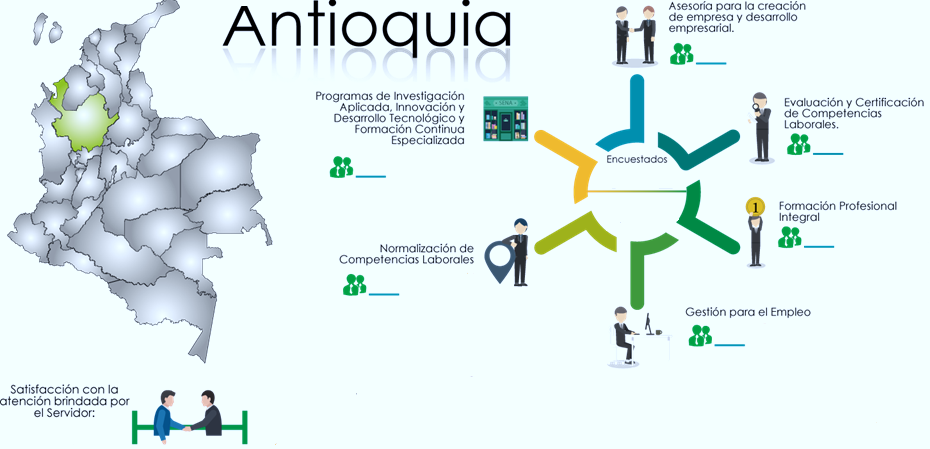 Antioquia
Asesoría para la creación
de empresa y desarrollo
empresarial.
Programas de Investigación
Aplicada, Innovación y
Desarrollo Tecnológico y
Formación Continua
Especializada
Evaluación y Certificación
de Competencias
Laborales.
Encuestados
Formación Profesional
Integral
1
Normalización de
Competencias Laborales
Gestión para el Empleo
Satisfacción con la
atención brindada por
el Servidor: